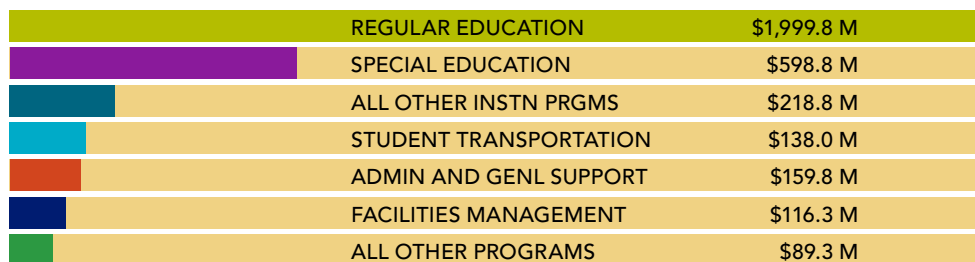 REGULAR EDUCATION $1,999.8 M
SPECIAL EDUCATION $598.8 M
ALL OTHER INSTN PRGMS $218.8 M
STUDENT TRANSPORTATION $138.0 M
ADMIN AND GENL SUPPORT $159.8 M
FACILITIES MANAGEMENT $116.3 M
ALL OTHER PROGRAMS $89.3 M